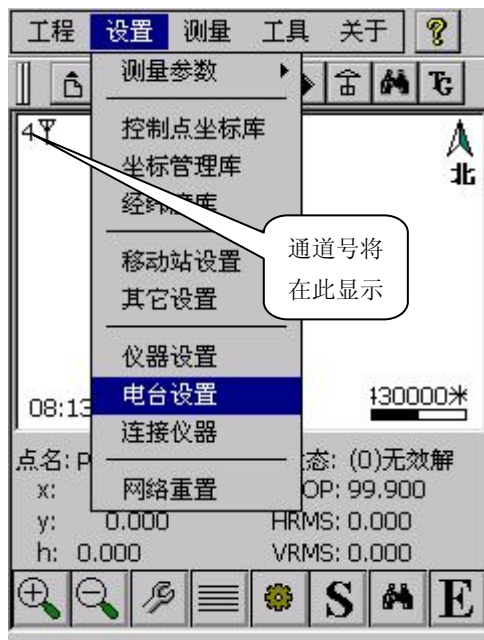 工程 设置 测量 工具 关于 ?
测量参数
控制点坐标库
坐标管理库
经纬度库
移动站设置
其它设置
仪器设置
电台设置
连接仪器
网络重置
4
北
通道号将
在此显示
08:13
430000米
点名: P
态: (0)无效解
x:
OP: 99.900
y: 0.000
HRMS: 0.000
h: 0.000
VRMS: 0.000
S
E